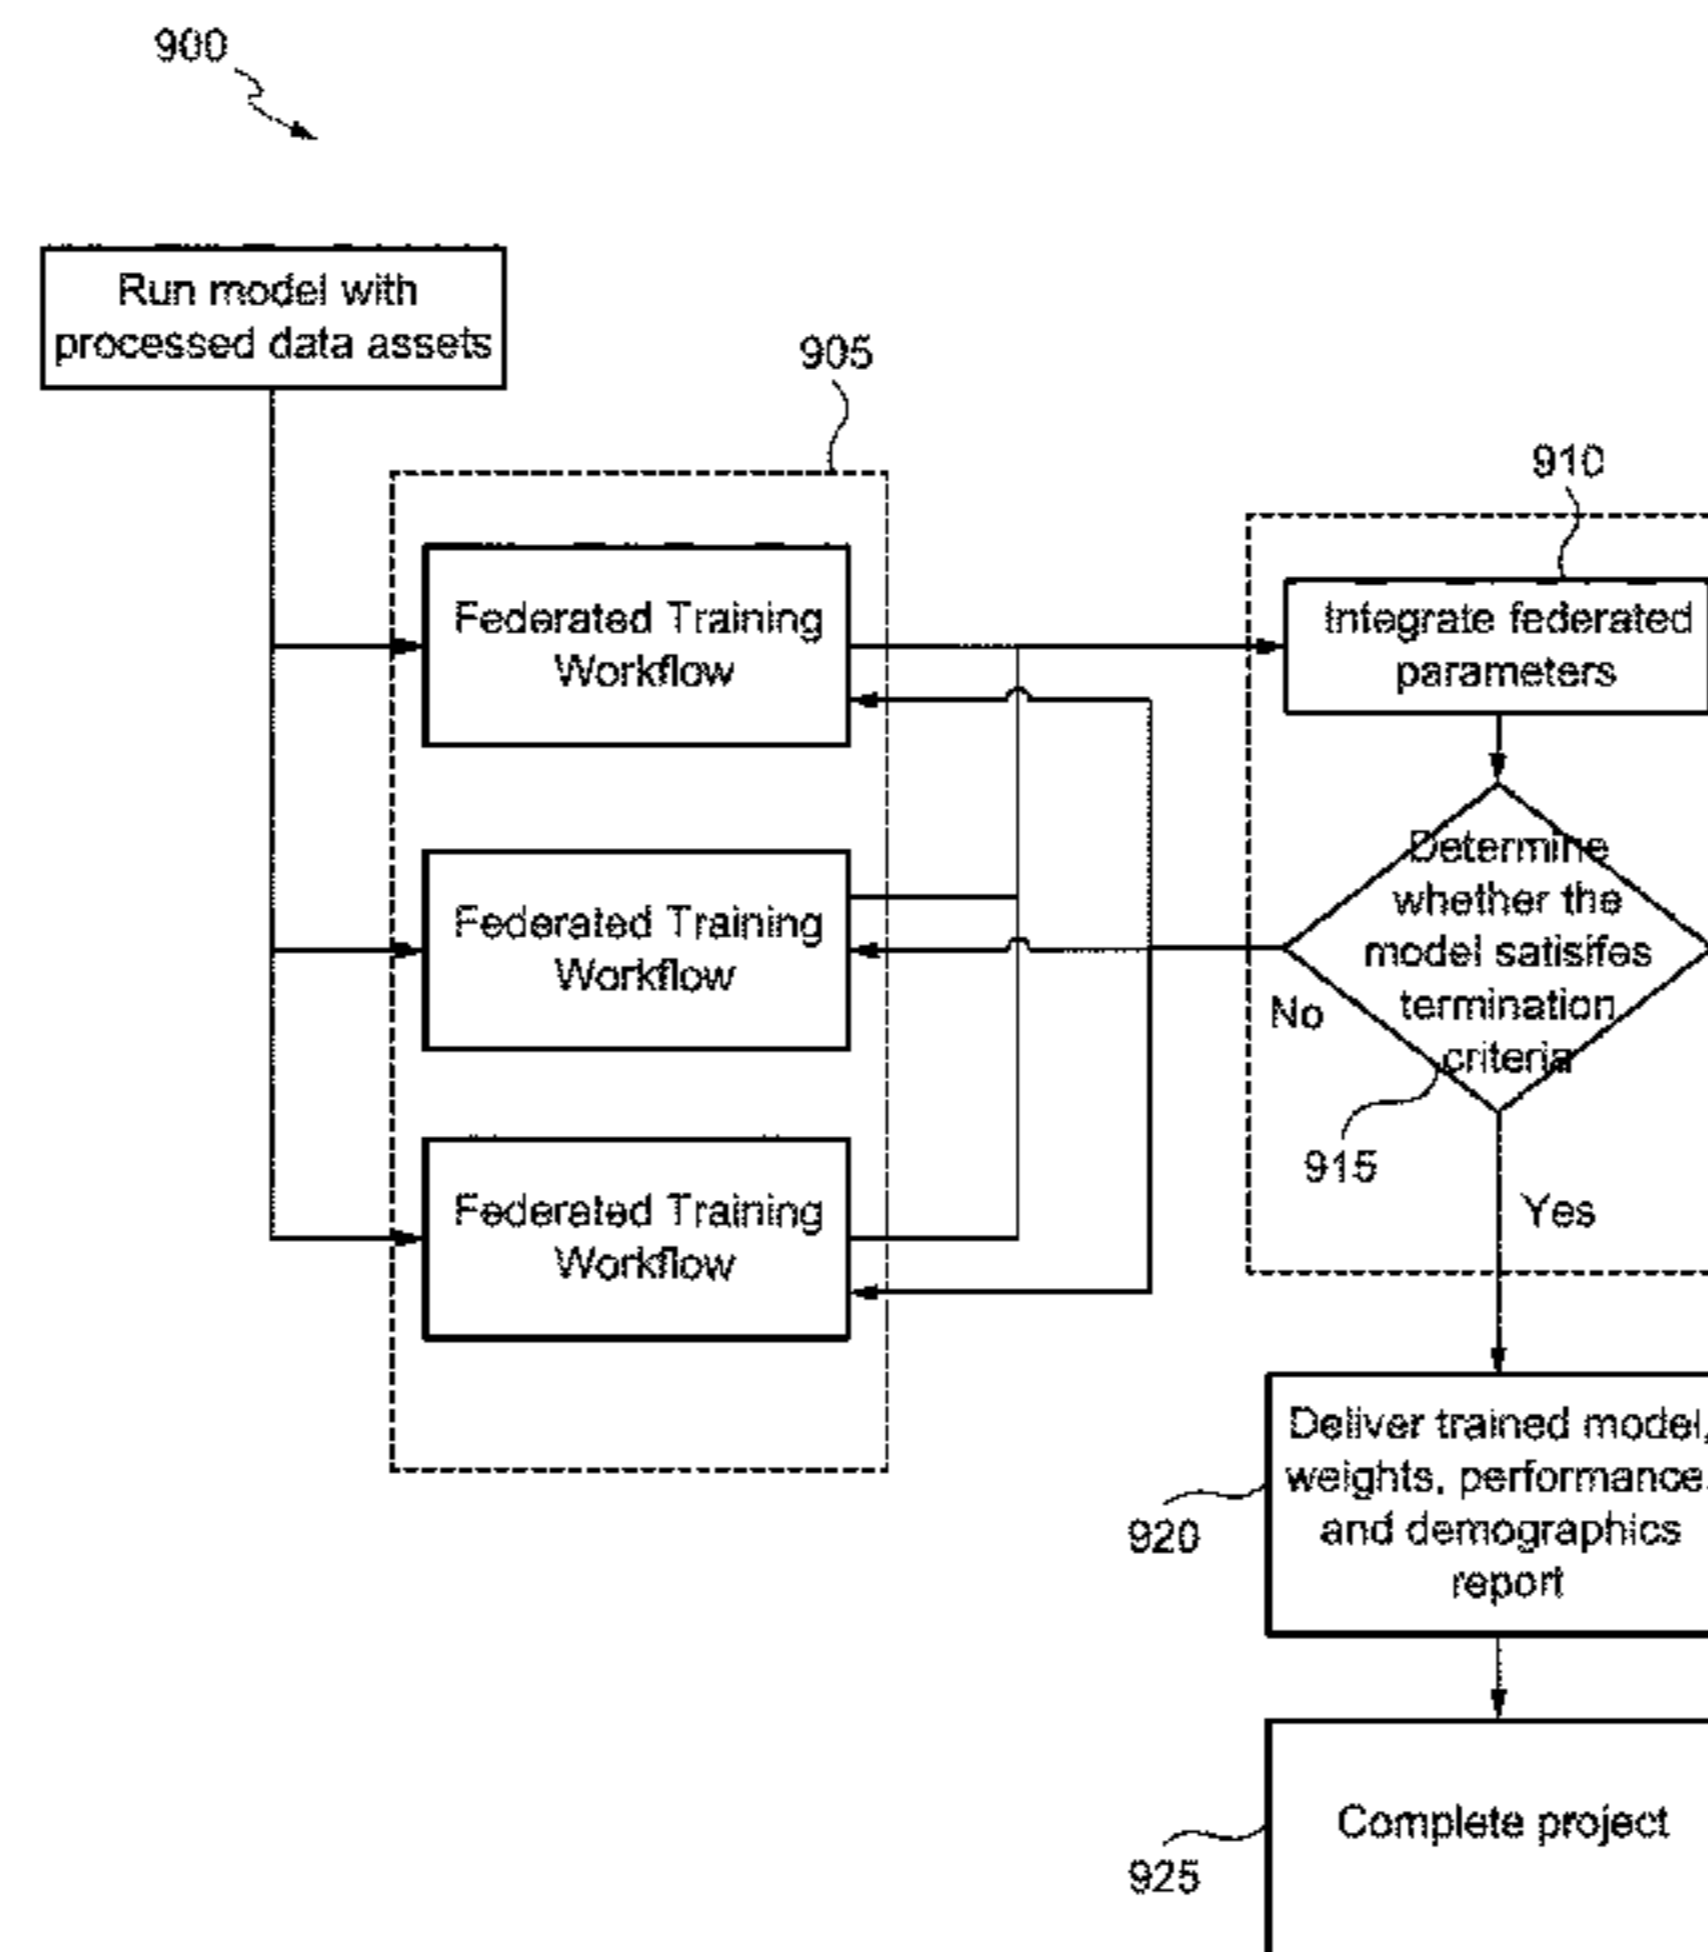 900
Run model with
processed data assets
905
Federated Training
Workflow
Federated Training
Workflow
Federated Training
Workflow
910
Integrate federated
parameters
Determine
whether the
model satisifes
termination
criteria
No
915
Yes
Deliver trained model,
weights, performance,
and demographics
report
920
Complete project
925